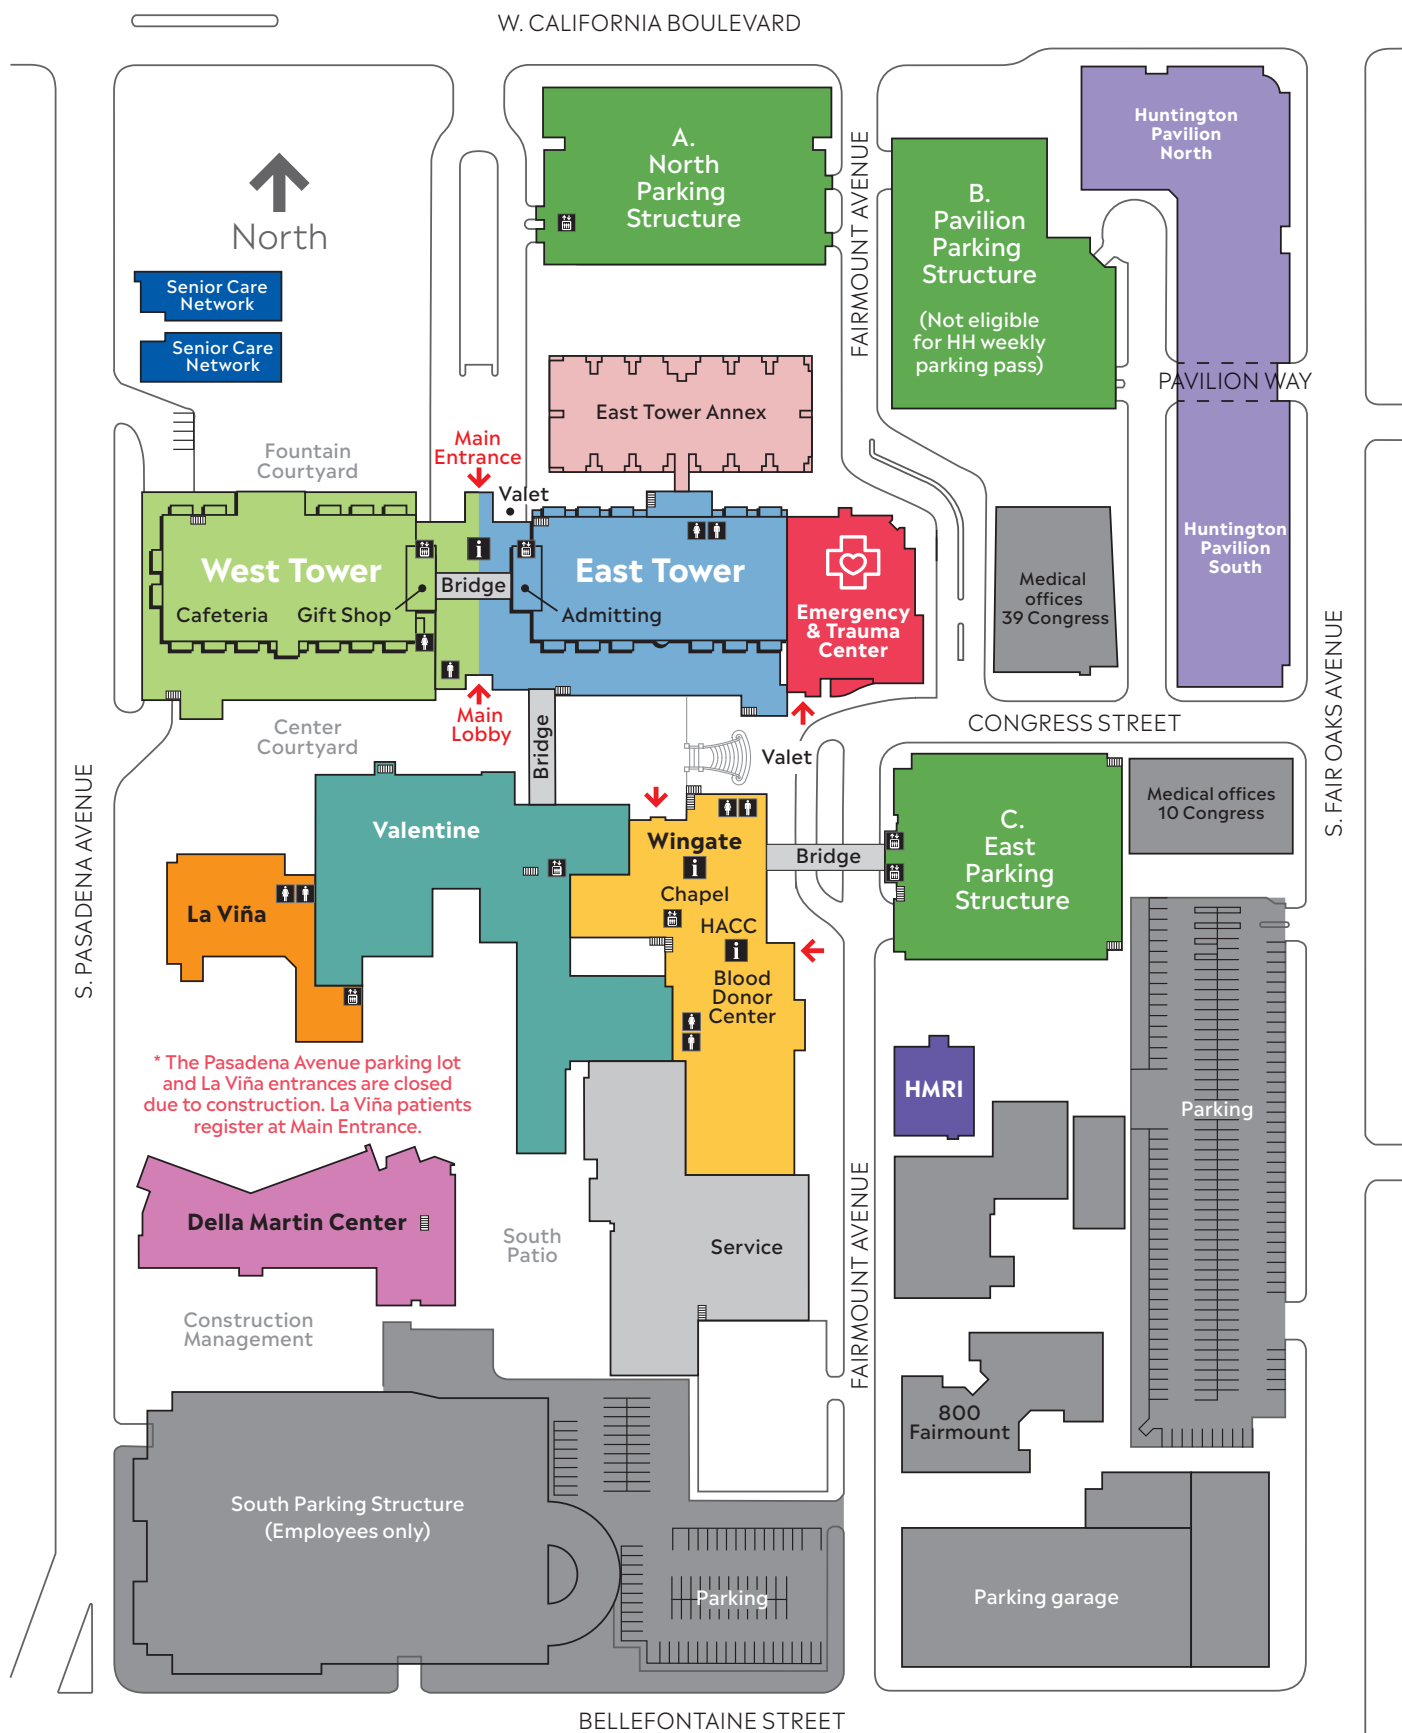 W. CALIFORNIA BOULEVARD
North
A.
North
Parking
Structure
FAIRMOUNT AVENUE
B.
Pavilion
Parking
Structure
(Not eligible
for HH weekly
parking pass)
Huntington
Pavilion
North
PAVILION WAY
Huntington
Pavilion
South
Senior Care
Network
Senior Care
Network
East Tower Annex
Fountain
Courtyard
Main
Entrance
Valet
West Tower
Cafeteria
Gift Shop
Bridge
i
East Tower
Admitting
Emergency
& Trauma
Center
Medical
offices
39 Congress
S. FAIR OAKS AVENUE
Center
Courtyard
Main
Lobby
Bridge
Valet
CONGRESS STREET
S. PASADENA AVENUE
Valentine
Wingate
i
Chapel
HACC
i
Blood
Donor
Center
Bridge
C.
East
Parking
Structure
Medical offices
10 Congress
La Viña
* The Pasadena Avenue parking lot
and La Viña entrances are closed
due to construction. La Viña patients
register at Main Entrance.
HMRI
Parking
Della Martin Center
South
Patio
Service
FAIRMOUNT AVENUE
Construction
Management
800
Fairmount
South Parking Structure
(Employees only)
Parking
Parking garage
BELLEFONTAINE STREET